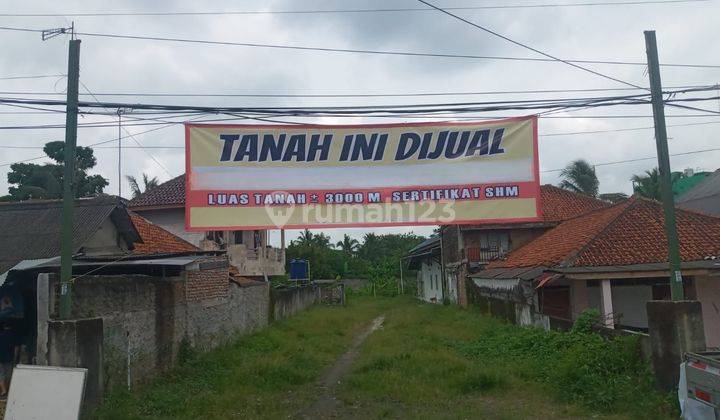 TANAH INI DIJUAL
LUAS TANAH ± 3000 M SERTIFIKAT SHM
rumah123